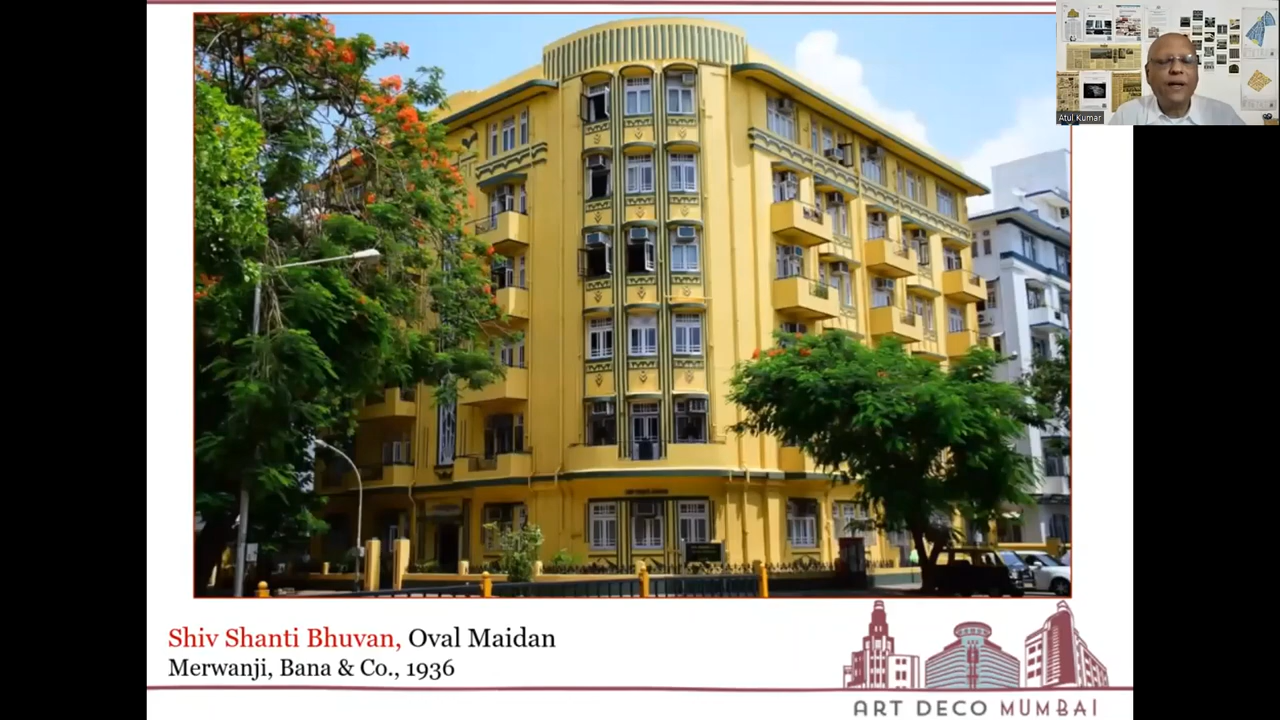 Atul Kumar
Shiv Shanti Bhuvan, Oval Maidan
Merwanji, Bana & Co., 1936
ART DECO MUMBAI